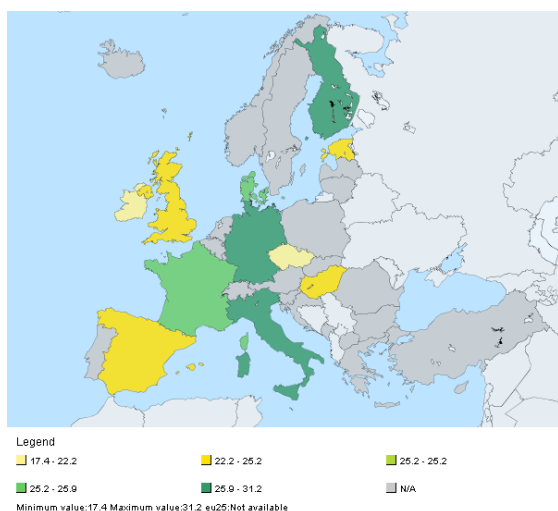 Legend
17.4 - 22.2
22.2 - 25.2
25.2 - 25.2
25.2 - 25.9
25.9 - 31.2
N/A
Minimum value:17.4 Maximum value:31.2 eu25:Not available